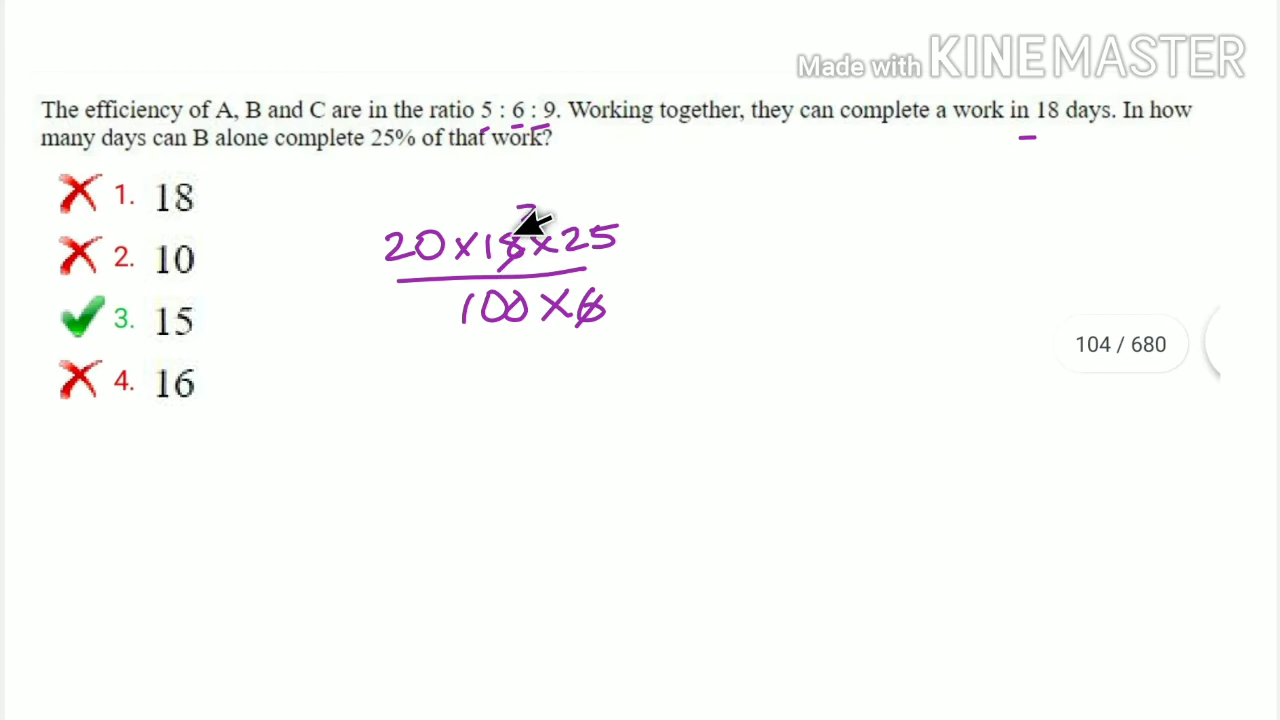 Made with KINEMASTER
The efficiency of A, B and C are in the ratio 5 : 6 : 9. Working together, they can complete a work in 18 days. In how
many days can B alone complete 25% of that work?
1. 18
2. 10
3. 15
4. 16
20×18×25
100×6
104 / 680